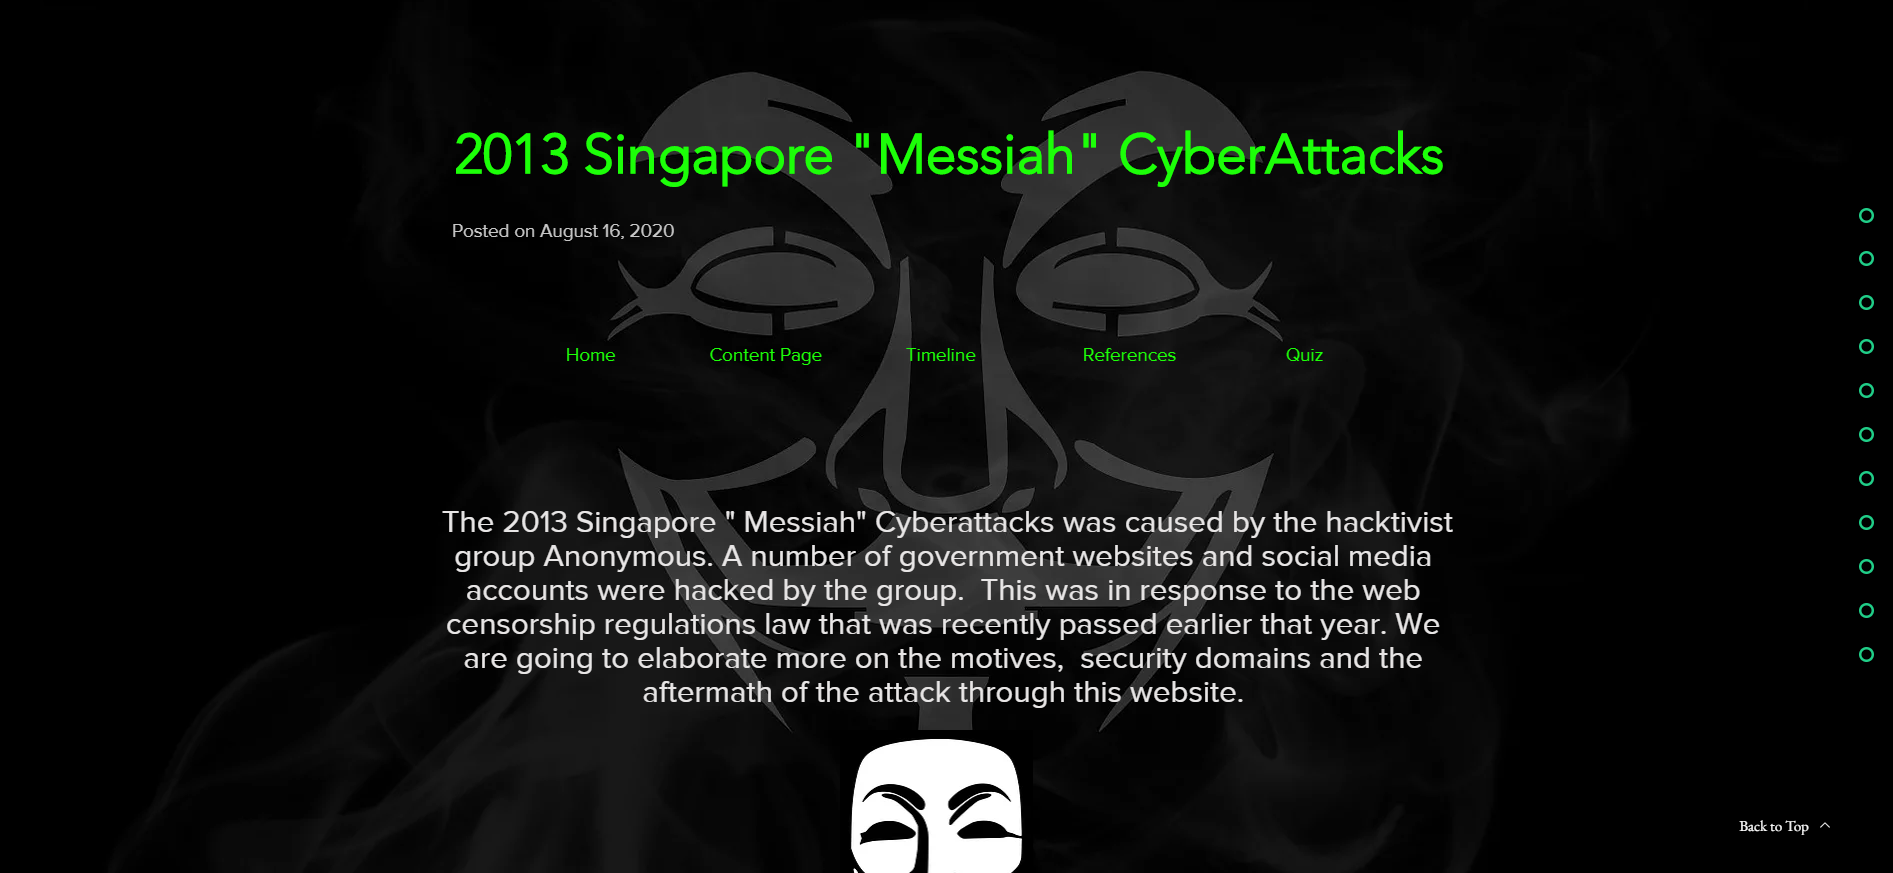 2013 Singapore "Messiah" CyberAttacks
Posted on August 16, 2020
Home Content Page Timeline References Quiz
The 2013 Singapore " Messiah" Cyberattacks was caused by the hacktivist
group Anonymous. A number of government websites and social media
accounts were hacked by the group.  This was in response to the web
censorship regulations law that was recently passed earlier that year. We
are going to elaborate more on the motives,  security domains and the
aftermath of the attack through this website.
Back to Top